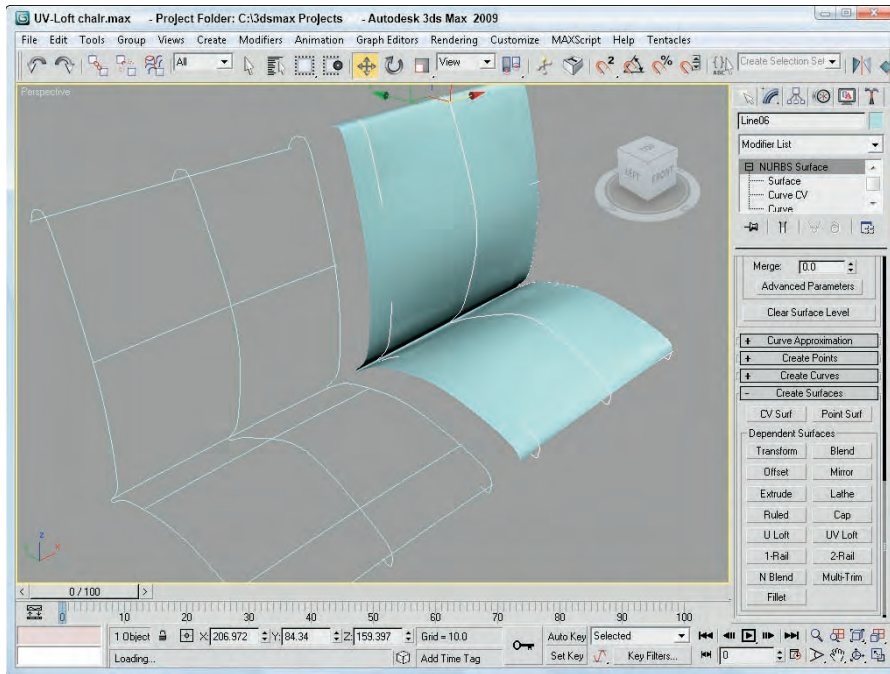 UV-Loft chair.max - Project Folder: C:\3dsmax Projects - Autodesk 3ds Max 2009
File Edit Tools Group Views Create Modifiers Animation Graph Editors Rendering Customize MAXScript Help Tentacles
All View Create Selection Sel
Perspective
Line06
Modifier List
NURBS Surface
Surface
Curve CV
Curve
LEFT FRONT
Merge: 0.0
Advanced Parameters
Clear Surface Level
+ Curve Approximation
+ Create Points
+ Create Curves
- Create Surfaces
CV Surf Point Surf
Dependent Surfaces
Transform Blend
Offset Mirror
Extrude Lathe
Ruled Cap
U Loft UV Loft
1-Rail 2-Rail
N Blend Multi-Trim
Fillet
z
x
< 0 / 100 >
0 10 20 30 40 50 60 70 80 90 100
1 Object X: 206.972 Y: 84.34 Z: 159.397 Grid = 10.0 Auto Key Selected
Loading... Add Time Tag Set Key Key Filters... 0